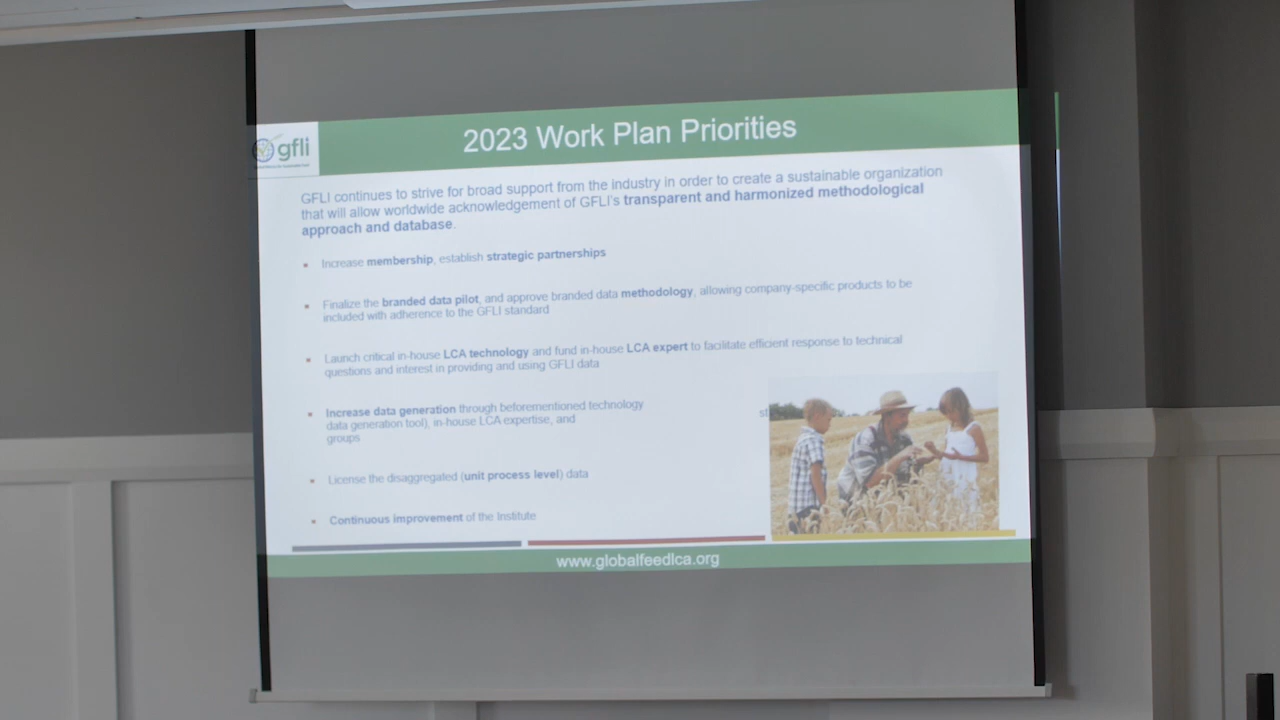 gfli
2023 Work Plan Priorities
GFLI continues to strive for broad support from the industry in order to create a sustainable organization
that will allow worldwide acknowledgement of GFLI's transparent and harmonized methodological
approach and database.
Increase membership, establish strategic partnerships
Finalize the branded data pilot, and approve branded data methodology, allowing company-specific products to be
included with adherence to the GFLI standard
Launch critical in-house LCA technology and fund in-house LCA expert to facilitate efficient response to technical
questions and interest in providing and using GFLI data
Increase data generation through beforementioned technology st
data generation tool), in-house LCA expertise, and
groups
License the disaggregated (unit process level) data
Continuous improvement of the Institute
www.globalfeedlca.org